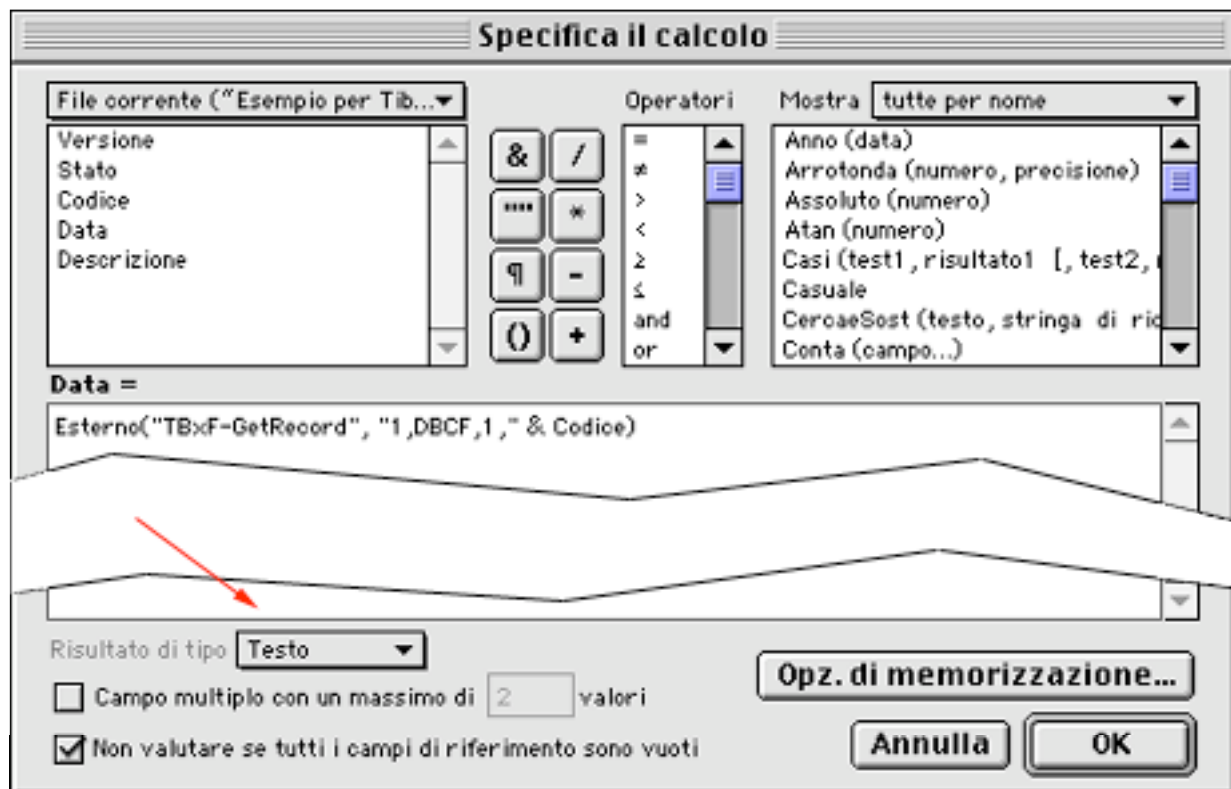 Specifica il calcolo
File corrente ("Esempio per Tib...
Operatori
Mostra tutte per nome
Versione
Stato
Codice
Data
Descrizione
& /
"" *
¶ -
() +
=
≠
>
<
≥
≤
and
or
Anno (data)
Arrotonda (numero, precisione)
Assoluto (numero)
Atan (numero)
Casi (test1, risultato1 [, test2,
Casuale
CercaeSost (testo, stringa di ric
Conta (campo...)
Data =
Esterno("TBxF-GetRecord", "1,DBCF,1," & Codice)
Risultato di tipo Testo
Campo multiplo con un massimo di 2 valori
Non valutare se tutti i campi di riferimento sono vuoti
Opz. di memorizzazione...
Annulla
OK